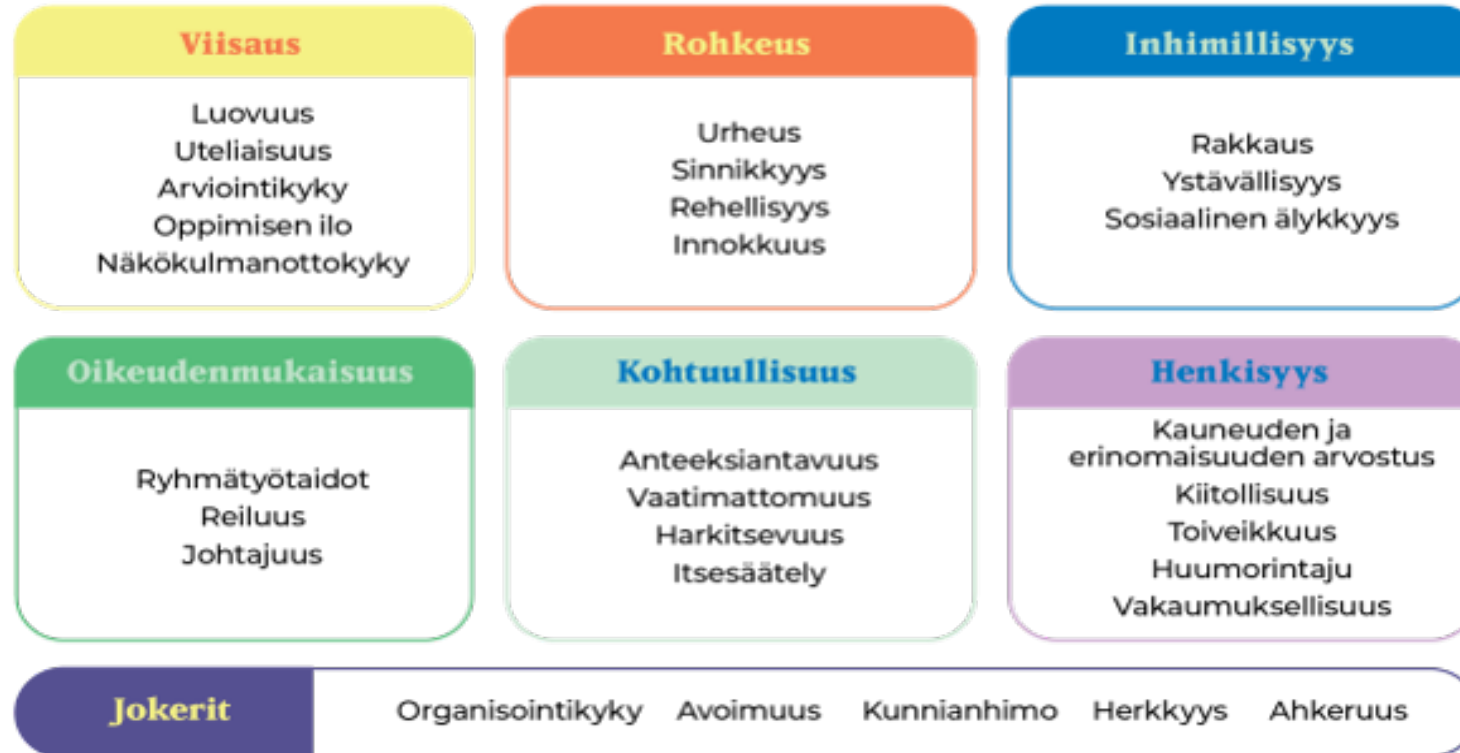 Viisaus
Luovuus
Uteliaisuus
Arviointikyky
Oppimisen ilo
Näkökulmanottokyky
Rohkeus
Urheus
Sinnikkyys
Rehellisyys
Innokkuus
Inhimillisyys
Rakkaus
Ystävällisyys
Sosiaalinen älykkyys
Oikeudenmukaisuus
Ryhmätyötaidot
Reiluus
Johtajuus
Kohtuullisuus
Anteeksiantavuus
Vaatimattomuus
Harkitsevuus
Itsesäätely
Henkisyys
Kauneuden ja
erinomaisuuden arvostus
Kiitollisuus
Toiveikkuus
Huumorintaju
Vakaumuksellisuus
Jokerit
Organisointikyky Avoimuus Kunnianhimo Herkkyys Ahkeruus